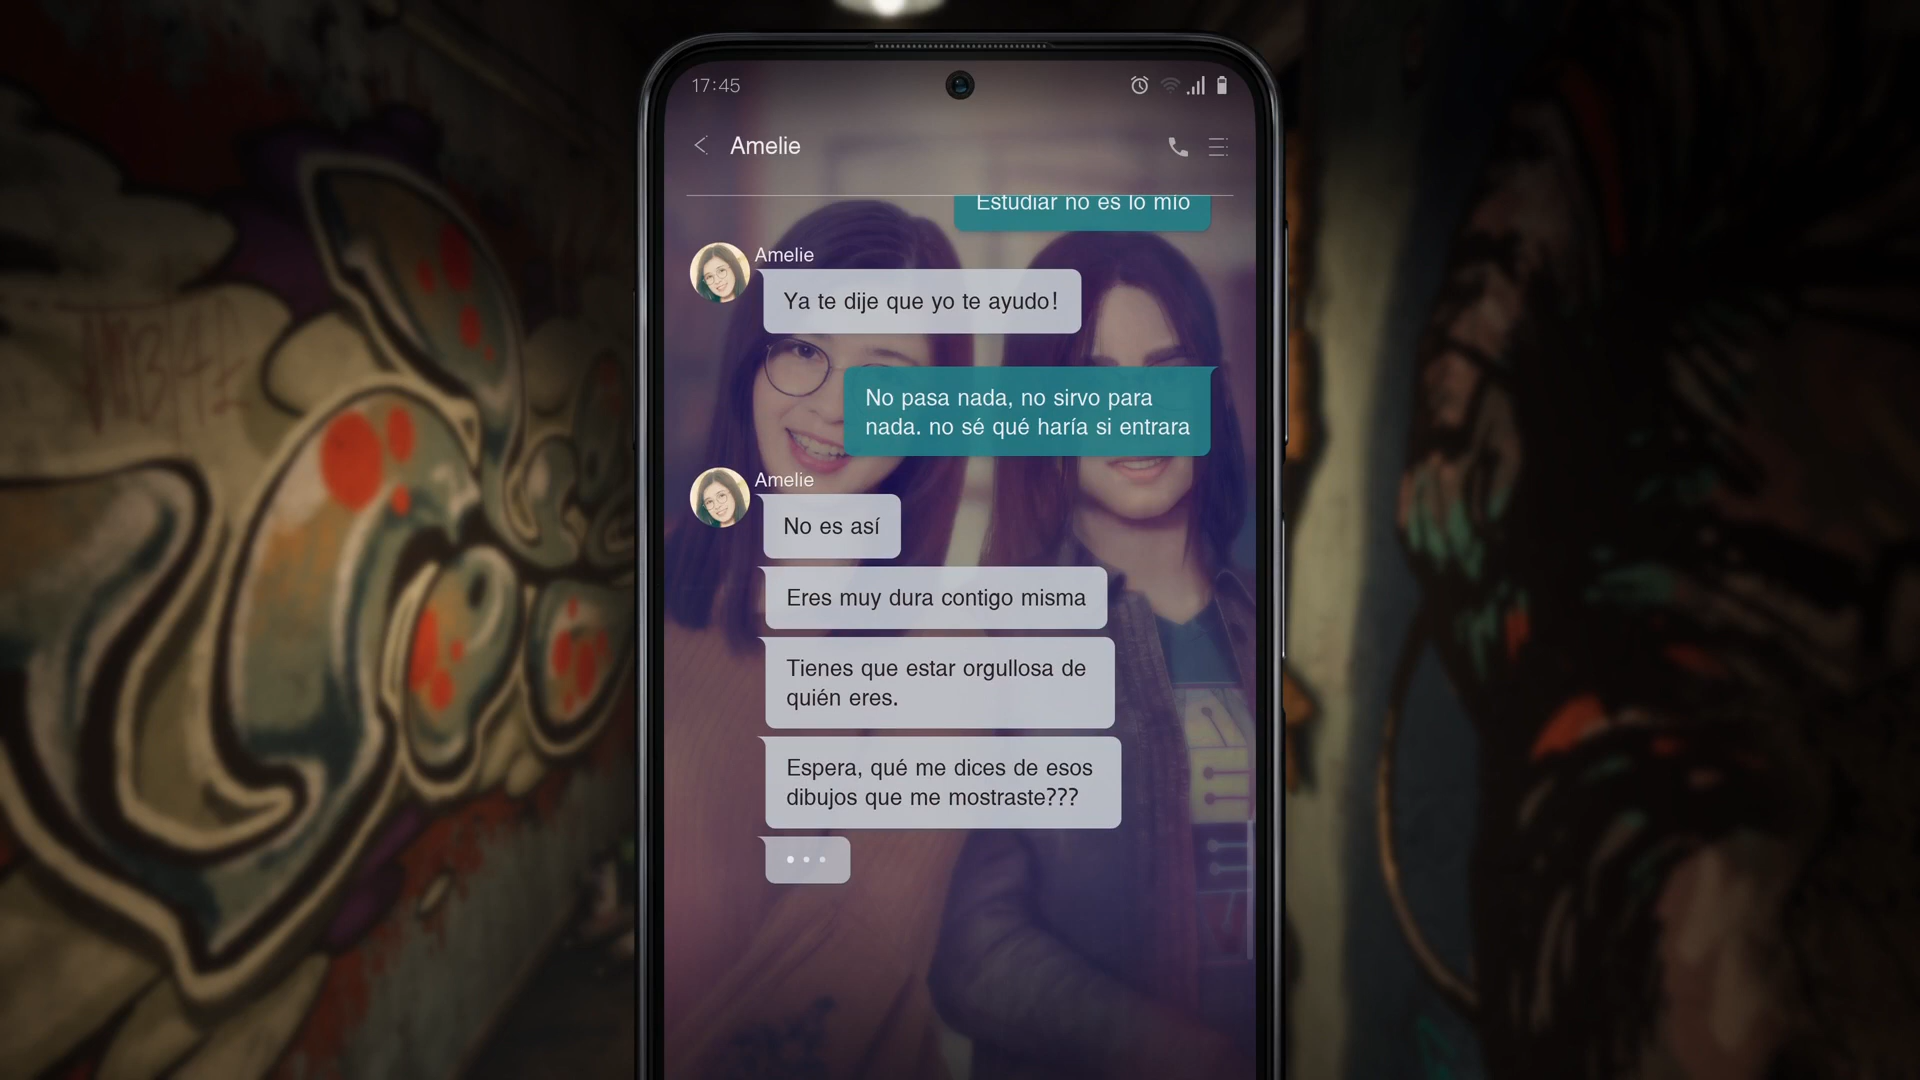 17:45
Amelie
Estudiar no es lo mío
Amelie
Ya te dije que yo te ayudo!
No pasa nada, no sirvo para
nada. no sé qué haría si entrara
Amelie
No es así
Eres muy dura contigo misma
Tienes que estar orgullosa de
quién eres.
Espera, qué me dices de esos
dibujos que me mostraste???